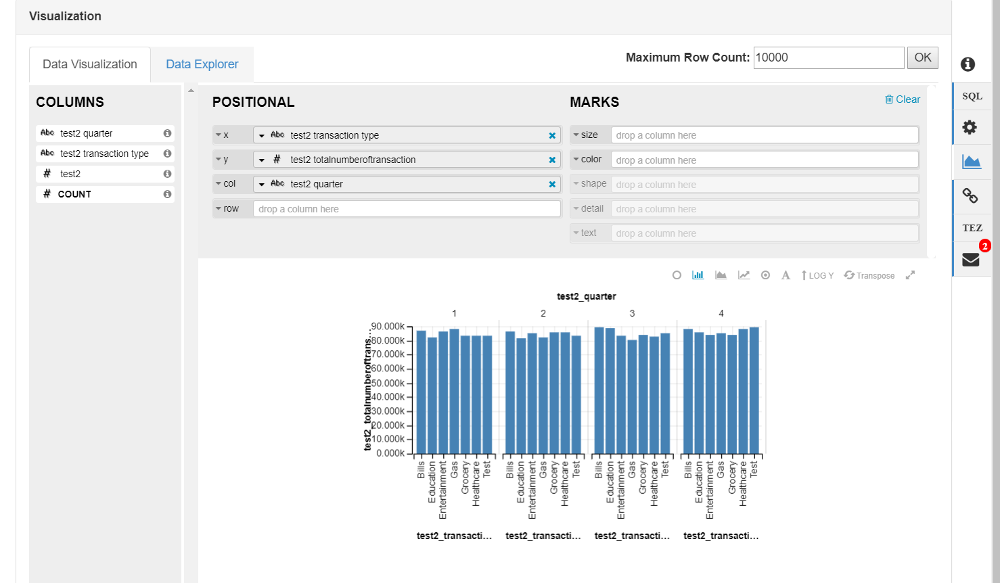 Visualization
Data Visualization
Data Explorer
Maximum Row Count: 10000 OK
COLUMNS
Abc test2 quarter
Abc test2 transaction type
# test2
# COUNT
POSITIONAL
x Abc test2 transaction type
y # test2 totalnumberoftransaction
col Abc test2 quarter
row drop a column here
MARKS
Clear
size drop a column here
color drop a column here
shape drop a column here
detail drop a column here
text drop a column here
SQL
TEZ
2
A LOG Y Transpose
test2_quarter
1 2 3 4
test2_totalnumberoftrans...
90.000k
80.000k
70.000k
60.000k
50.000k
40.000k
30.000k
20.000k
10.000k
0.000k
Bills Education Entertainment Gas Grocery Healthcare Test
Bills Education Entertainment Gas Grocery Healthcare Test
Bills Education Entertainment Gas Grocery Healthcare Test
Bills Education Entertainment Gas Grocery Healthcare Test
test2_transacti... test2_transacti... test2_transacti... test2_transacti...